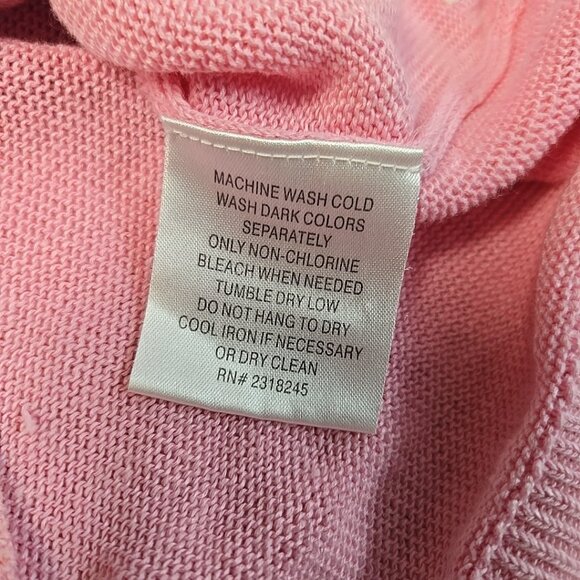 MACHINE WASH COLD
WASH DARK COLORS
SEPARATELY
ONLY NON-CHLORINE
BLEACH WHEN NEEDED
TUMBLE DRY LOW
DO NOT HANG TO DRY
COOL IRON IF NECESSARY
OR DRY CLEAN
RN# 2318245